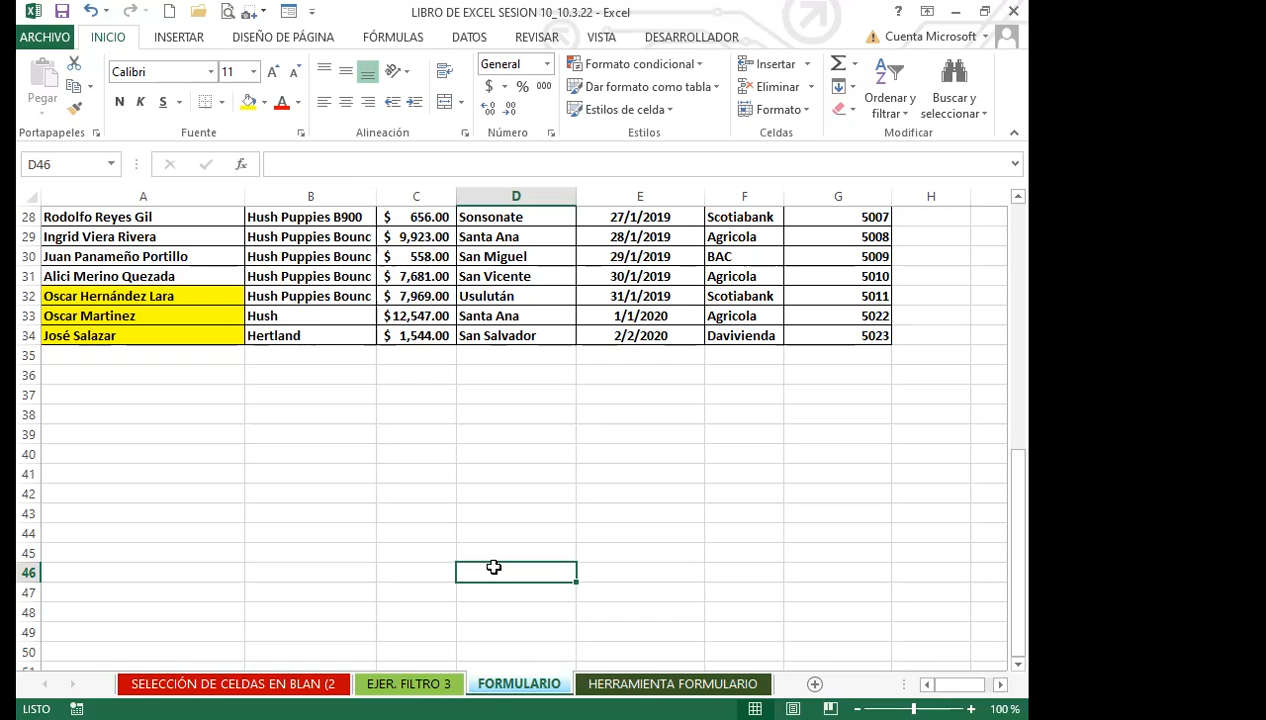 LIBRO DE EXCEL SESION 10_10.3.22 - Excel
?
ARCHIVO INICIO INSERTAR DISEÑO DE PÁGINA FÓRMULAS DATOS REVISAR VISTA DESARROLLADOR Cuenta Microsoft
Pegar
Calibri 11 A A
N K S A
General
$ % 000
Formato condicional
Dar formato como tabla
Estilos de celda
Insertar
Eliminar
Formato
Ordenar y filtrar
Buscar y seleccionar
Portapapeles Fuente Alineación Número Estilos Celdas Modificar
D46 fx
A B C D E F G H
28 Rodolfo Reyes Gil Hush Puppies B900 $ 656.00 Sonsonate 27/1/2019 Scotiabank 5007
29 Ingrid Viera Rivera Hush Puppies Bounc $ 9,923.00 Santa Ana 28/1/2019 Agricola 5008
30 Juan Panameño Portillo Hush Puppies Bounc $ 558.00 San Miguel 29/1/2019 BAC 5009
31 Alici Merino Quezada Hush Puppies Bounc $ 7,681.00 San Vicente 30/1/2019 Agricola 5010
32 Oscar Hernández Lara Hush Puppies Bounc $ 7,969.00 Usulután 31/1/2019 Scotiabank 5011
33 Oscar Martinez Hush $12,547.00 Santa Ana 1/1/2020 Agricola 5022
34 José Salazar Hertland $ 1,544.00 San Salvador 2/2/2020 Davivienda 5023
35
36
37
38
39
40
41
42
43
44
45
46
47
48
49
50
SELECCIÓN DE CELDAS EN BLAN (2 EJER. FILTRO 3 FORMULARIO HERRAMIENTA FORMULARIO
LISTO 100 %